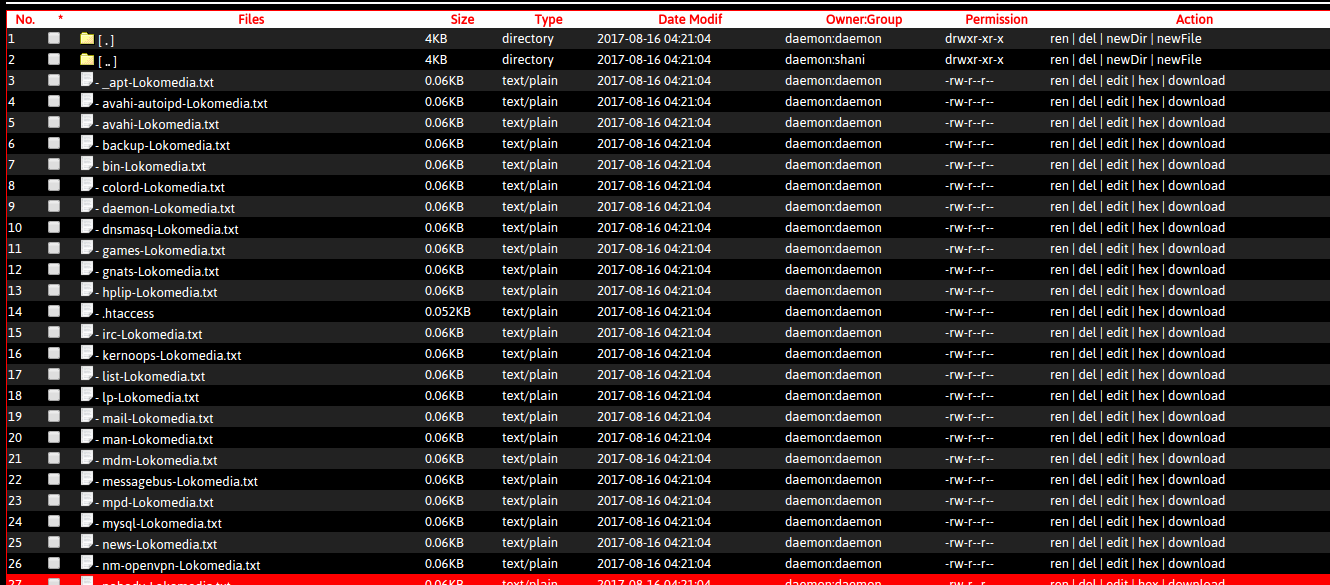 No. * Files Size Type Date Modif Owner:Group Permission Action
1 [ . ] 4KB directory 2017-08-16 04:21:04 daemon:daemon drwxr-xr-x ren | del | newDir | newFile
2 [ .. ] 4KB directory 2017-08-16 04:21:04 daemon:shani drwxr-xr-x ren | del | newDir | newFile
3 - _apt-Lokomedia.txt 0.06KB text/plain 2017-08-16 04:21:04 daemon:daemon -rw-r--r-- ren | del | edit | hex | download
4 - avahi-autoipd-Lokomedia.txt 0.06KB text/plain 2017-08-16 04:21:04 daemon:daemon -rw-r--r-- ren | del | edit | hex | download
5 - avahi-Lokomedia.txt 0.06KB text/plain 2017-08-16 04:21:04 daemon:daemon -rw-r--r-- ren | del | edit | hex | download
6 - backup-Lokomedia.txt 0.06KB text/plain 2017-08-16 04:21:04 daemon:daemon -rw-r--r-- ren | del | edit | hex | download
7 - bin-Lokomedia.txt 0.06KB text/plain 2017-08-16 04:21:04 daemon:daemon -rw-r--r-- ren | del | edit | hex | download
8 - colord-Lokomedia.txt 0.06KB text/plain 2017-08-16 04:21:04 daemon:daemon -rw-r--r-- ren | del | edit | hex | download
9 - daemon-Lokomedia.txt 0.06KB text/plain 2017-08-16 04:21:04 daemon:daemon -rw-r--r-- ren | del | edit | hex | download
10 - dnsmasq-Lokomedia.txt 0.06KB text/plain 2017-08-16 04:21:04 daemon:daemon -rw-r--r-- ren | del | edit | hex | download
11 - games-Lokomedia.txt 0.06KB text/plain 2017-08-16 04:21:04 daemon:daemon -rw-r--r-- ren | del | edit | hex | download
12 - gnats-Lokomedia.txt 0.06KB text/plain 2017-08-16 04:21:04 daemon:daemon -rw-r--r-- ren | del | edit | hex | download
13 - hplip-Lokomedia.txt 0.06KB text/plain 2017-08-16 04:21:04 daemon:daemon -rw-r--r-- ren | del | edit | hex | download
14 - .htaccess 0.052KB text/plain 2017-08-16 04:21:04 daemon:daemon -rw-r--r-- ren | del | edit | hex | download
15 - irc-Lokomedia.txt 0.06KB text/plain 2017-08-16 04:21:04 daemon:daemon -rw-r--r-- ren | del | edit | hex | download
16 - kernoops-Lokomedia.txt 0.06KB text/plain 2017-08-16 04:21:04 daemon:daemon -rw-r--r-- ren | del | edit | hex | download
17 - list-Lokomedia.txt 0.06KB text/plain 2017-08-16 04:21:04 daemon:daemon -rw-r--r-- ren | del | edit | hex | download
18 - lp-Lokomedia.txt 0.06KB text/plain 2017-08-16 04:21:04 daemon:daemon -rw-r--r-- ren | del | edit | hex | download
19 - mail-Lokomedia.txt 0.06KB text/plain 2017-08-16 04:21:04 daemon:daemon -rw-r--r-- ren | del | edit | hex | download
20 - man-Lokomedia.txt 0.06KB text/plain 2017-08-16 04:21:04 daemon:daemon -rw-r--r-- ren | del | edit | hex | download
21 - mdm-Lokomedia.txt 0.06KB text/plain 2017-08-16 04:21:04 daemon:daemon -rw-r--r-- ren | del | edit | hex | download
22 - messagebus-Lokomedia.txt 0.06KB text/plain 2017-08-16 04:21:04 daemon:daemon -rw-r--r-- ren | del | edit | hex | download
23 - mpd-Lokomedia.txt 0.06KB text/plain 2017-08-16 04:21:04 daemon:daemon -rw-r--r-- ren | del | edit | hex | download
24 - mysql-Lokomedia.txt 0.06KB text/plain 2017-08-16 04:21:04 daemon:daemon -rw-r--r-- ren | del | edit | hex | download
25 - news-Lokomedia.txt 0.06KB text/plain 2017-08-16 04:21:04 daemon:daemon -rw-r--r-- ren | del | edit | hex | download
26 - nm-openvpn-Lokomedia.txt 0.06KB text/plain 2017-08-16 04:21:04 daemon:daemon -rw-r--r-- ren | del | edit | hex | download
27 - nobody-Lokomedia.txt 0.06KB text/plain 2017-08-16 04:21:04 daemon:daemon -rw-r--r-- ren | del | edit | hex | download